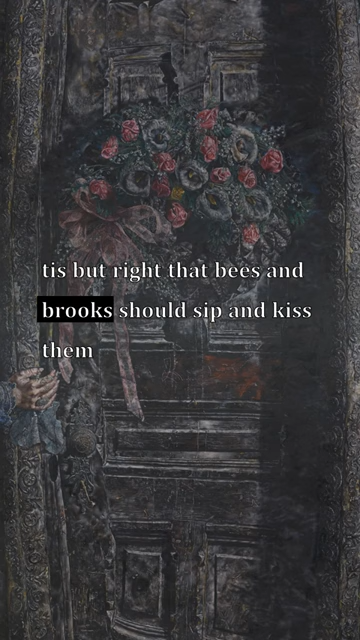 tis but right that bees and
brooks should sip and kiss
them